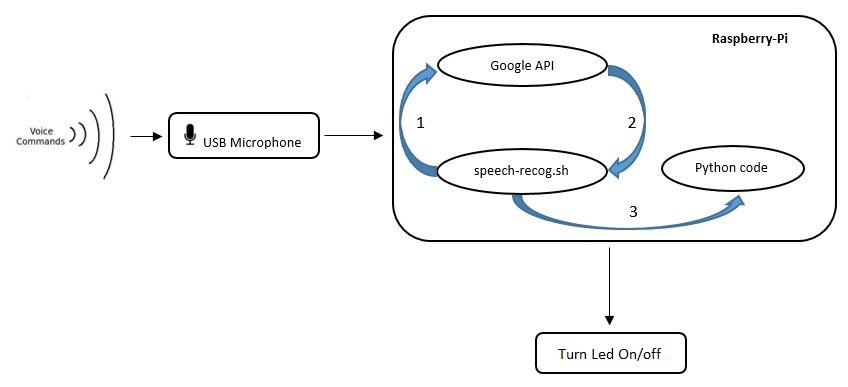 Voice
Commands
USB Microphone
Raspberry-Pi
Google API
1
2
speech-recog.sh
Python code
3
Turn Led On/off